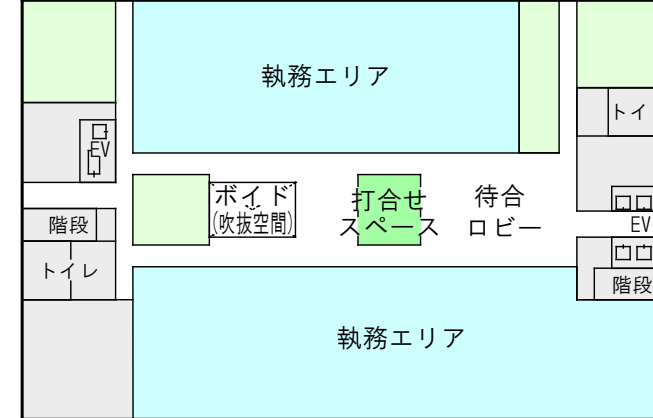 執務エリア
トイ
EV
ボイド
(吹抜空間)
打合せ
スペース
待合
ロビー
階段
トイレ
EV
階段
執務エリア